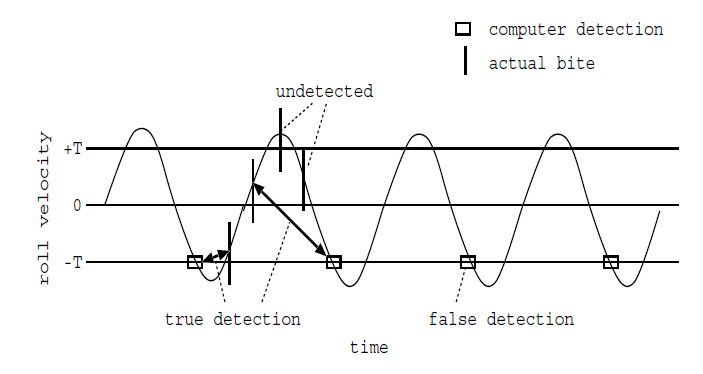 computer detection
actual bite
undetected
+T
0
-T
roll velocity
true detection
false detection
time